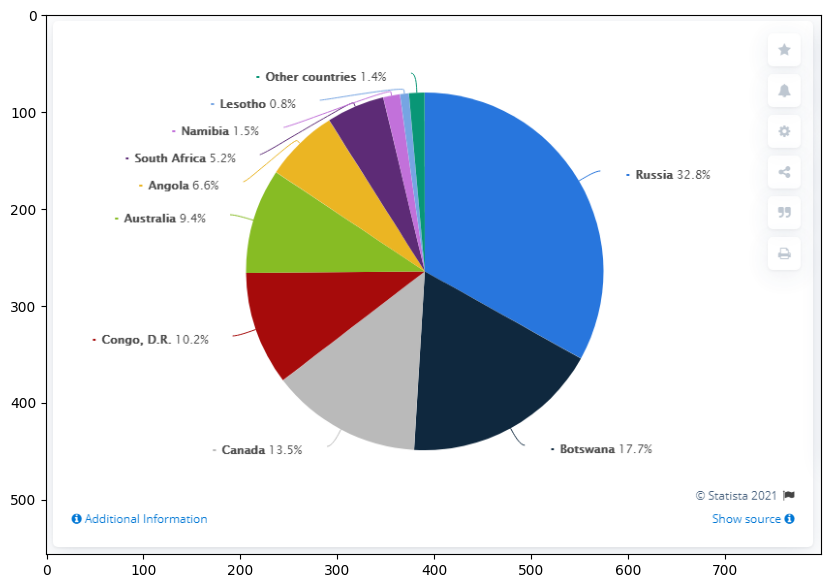 0
100
200
300
400
500
Other countries 1.4%
Lesotho 0.8%
Namibia 1.5%
South Africa 5.2%
Angola 6.6%
Australia 9.4%
Congo, D.R. 10.2%
Canada 13.5%
Russia 32.8%
Botswana 17.7%
© Statista 2021
Additional Information
Show source
0 100 200 300 400 500 600 700